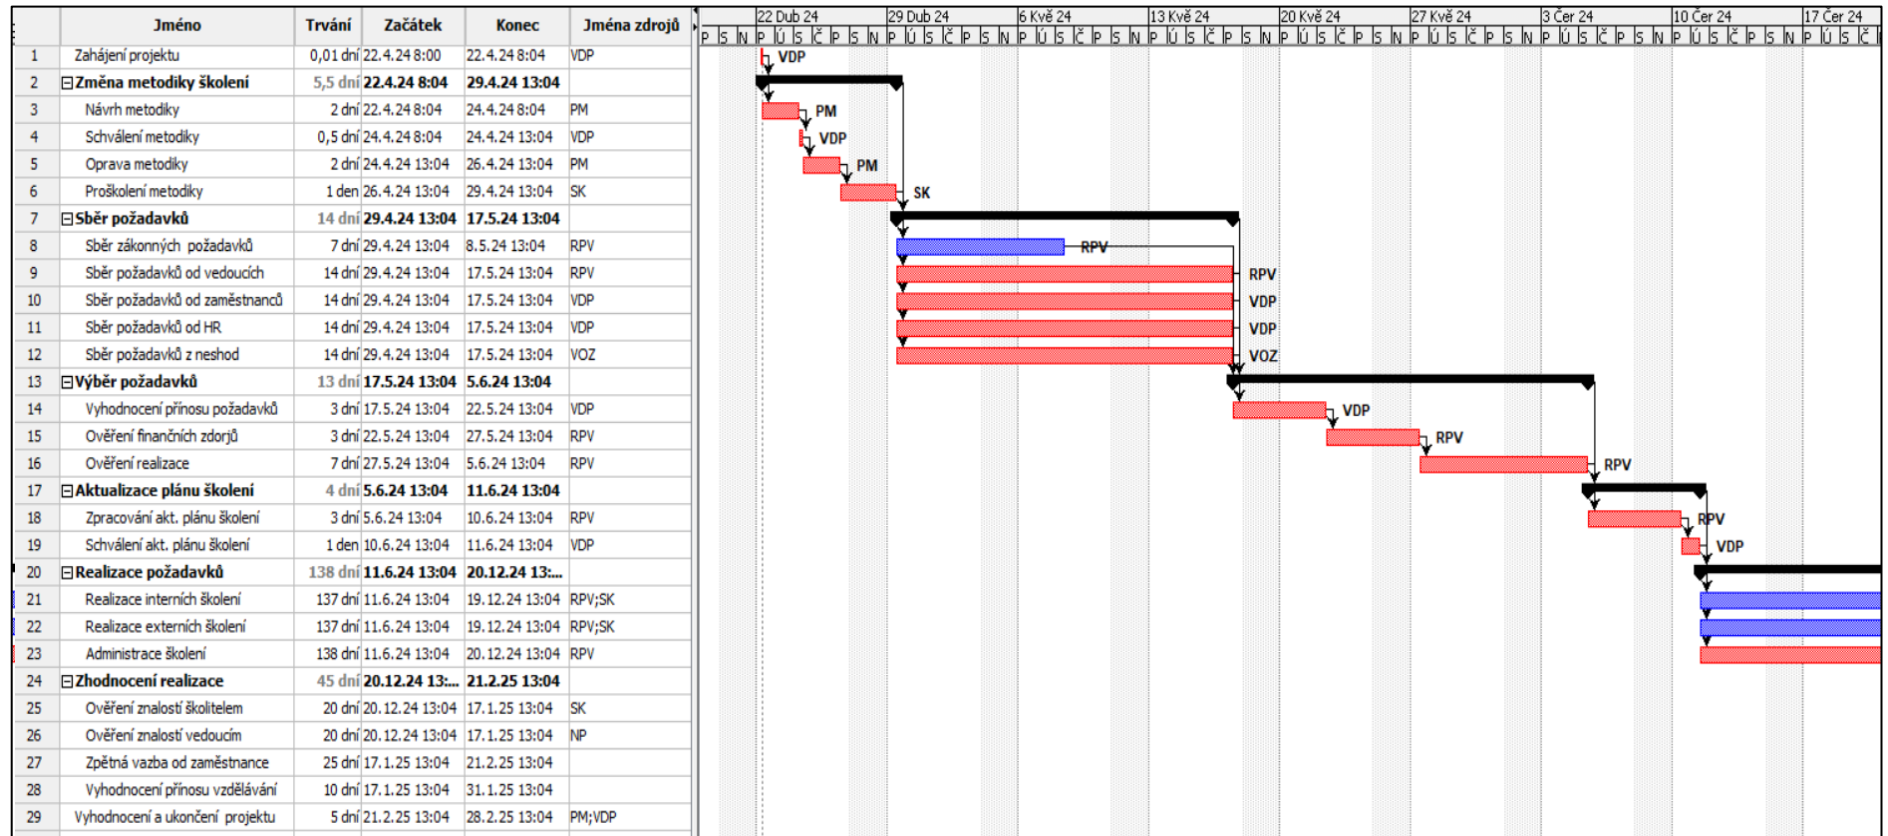 Jméno Trvání Začátek Konec Jména zdrojů
22 Dub 24 29 Dub 24 6 Kvě 24 13 Kvě 24 20 Kvě 24 27 Kvě 24 3 Čer 24 10 Čer 24 17 Čer 24
P S N P Ú S Č P S N P Ú S Č P S N P Ú S Č P S N P Ú S Č P S N P Ú S Č P S N P Ú S Č P S N P Ú S Č P S N P Ú S Č P S N P Ú S Č
1 Zahájení projektu 0,01 dní 22.4.24 8:00 22.4.24 8:04 VDP VDP
2 Změna metodiky školení 5,5 dní 22.4.24 8:04 29.4.24 13:04
3 Návrh metodiky 2 dní 22.4.24 8:04 24.4.24 8:04 PM PM
4 Schválení metodiky 0,5 dní 24.4.24 8:04 24.4.24 13:04 VDP VDP
5 Oprava metodiky 2 dní 24.4.24 13:04 26.4.24 13:04 PM PM
6 Proškolení metodiky 1 den 26.4.24 13:04 29.4.24 13:04 SK SK
7 Sběr požadavků 14 dní 29.4.24 13:04 17.5.24 13:04
8 Sběr zákonných požadavků 7 dní 29.4.24 13:04 8.5.24 13:04 RPV RPV
9 Sběr požadavků od vedoucích 14 dní 29.4.24 13:04 17.5.24 13:04 RPV RPV
10 Sběr požadavků od zaměstnanců 14 dní 29.4.24 13:04 17.5.24 13:04 VDP VDP
11 Sběr požadavků od HR 14 dní 29.4.24 13:04 17.5.24 13:04 VDP VDP
12 Sběr požadavků z neshod 14 dní 29.4.24 13:04 17.5.24 13:04 VOZ VOZ
13 Výběr požadavků 13 dní 17.5.24 13:04 5.6.24 13:04
14 Vyhodnocení přínosu požadavků 3 dní 17.5.24 13:04 22.5.24 13:04 VDP VDP
15 Ověření finančních zdorjů 3 dní 22.5.24 13:04 27.5.24 13:04 RPV RPV
16 Ověření realizace 7 dní 27.5.24 13:04 5.6.24 13:04 RPV RPV
17 Aktualizace plánu školení 4 dní 5.6.24 13:04 11.6.24 13:04
18 Zpracování akt. plánu školení 3 dní 5.6.24 13:04 10.6.24 13:04 RPV RPV
19 Schválení akt. plánu školení 1 den 10.6.24 13:04 11.6.24 13:04 VDP VDP
20 Realizace požadavků 138 dní 11.6.24 13:04 20.12.24 13:...
21 Realizace interních školení 137 dní 11.6.24 13:04 19.12.24 13:04 RPV;SK
22 Realizace externích školení 137 dní 11.6.24 13:04 19.12.24 13:04 RPV;SK
23 Administrace školení 138 dní 11.6.24 13:04 20.12.24 13:04 RPV
24 Zhodnocení realizace 45 dní 20.12.24 13:... 21.2.25 13:04
25 Ověření znalostí školitelem 20 dní 20.12.24 13:04 17.1.25 13:04 SK
26 Ověření znalostí vedoucím 20 dní 20.12.24 13:04 17.1.25 13:04 NP
27 Zpětná vazba od zaměstnance 25 dní 17.1.25 13:04 21.2.25 13:04
28 Vyhodnocení přínosu vzdělávání 10 dní 17.1.25 13:04 31.1.25 13:04
29 Vyhodnocení a ukončení projektu 5 dní 21.2.25 13:04 28.2.25 13:04 PM;VDP